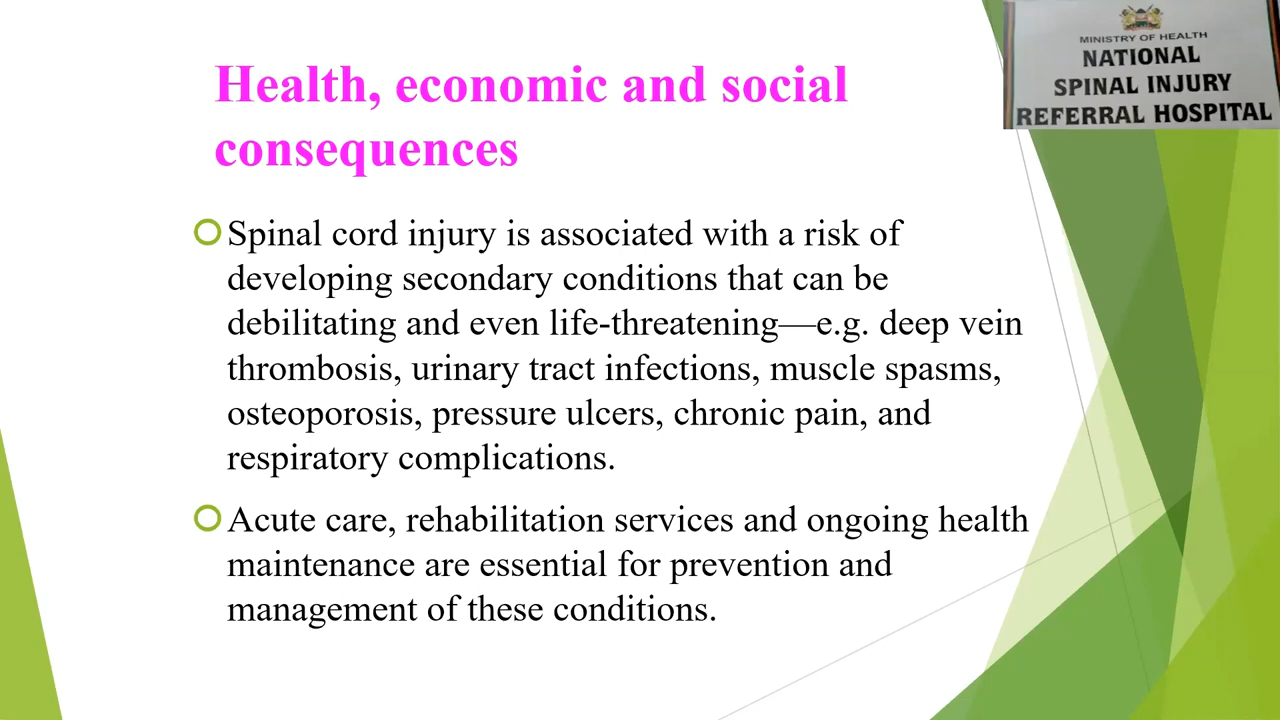 Health, economic and social
consequences
MINISTRY OF HEALTH
NATIONAL
SPINAL INJURY
REFERRAL HOSPITAL
Spinal cord injury is associated with a risk of
developing secondary conditions that can be
debilitating and even life-threatening—e.g. deep vein
thrombosis, urinary tract infections, muscle spasms,
osteoporosis, pressure ulcers, chronic pain, and
respiratory complications.
Acute care, rehabilitation services and ongoing health
maintenance are essential for prevention and
management of these conditions.